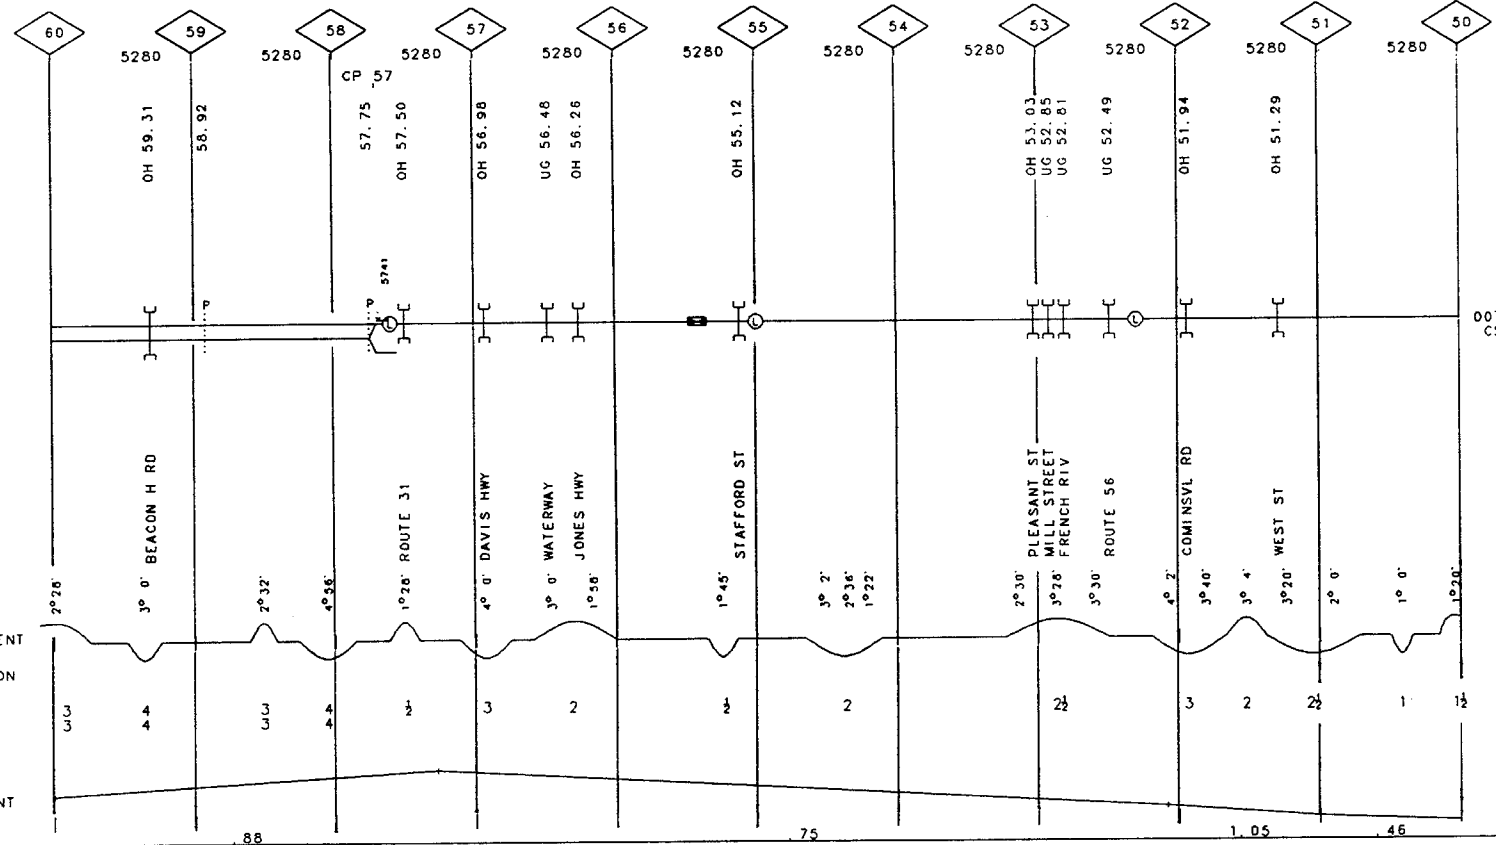 60 59 58 57 56 55 54 53 52 51 50
5280 5280 5280 5280 5280 5280 5280 5280 5280 5280
CP 57
OH 59.31
58.92
57.75
OH 57.50
OH 56.98
UG 56.48
OH 56.26
OH 55.12
OH 53.03
UG 52.85
UG 52.81
UG 52.49
OH 51.94
OH 51.29
5741
P P
L L L
BEACON H RD
ROUTE 31
DAVIS HWY
WATERWAY
JONES HWY
STAFFORD ST
PLEASANT ST
MILL STREET
FRENCH RIV
ROUTE 56
COMINSVL RD
WEST ST
2°28' 3° 0' 2°32' 4°56' 1°28' 4° 0' 3° 0' 1°58' 1°45' 3° 2' 2°36' 1°22' 2°30' 3°28' 3°30' 4° 2' 3°40' 3° 4' 3°20' 2° 0' 1° 0' 1°20'
ENT
ON
3 4 3 4 ½ 3 2 ½ 2 2½ 3 2 2½ 1 1½
3 4 3 4
NT
.88 .75 1.05 .46